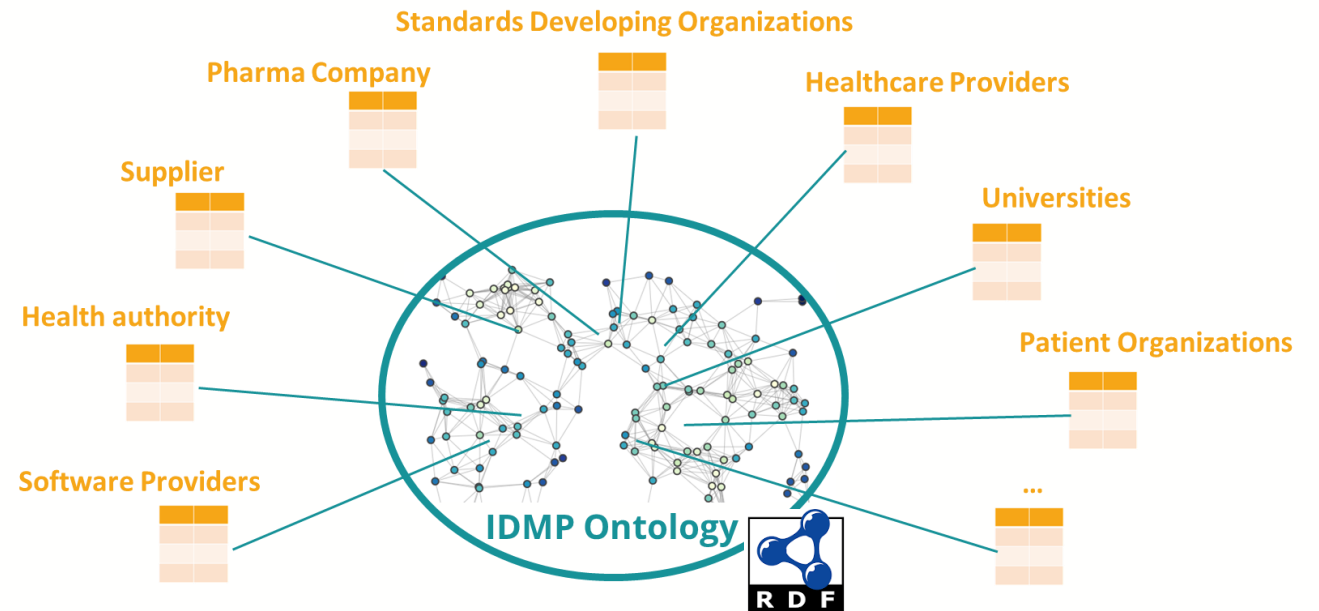 Standards Developing Organizations
Pharma Company
Healthcare Providers
Supplier
Universities
Health authority
Patient Organizations
Software Providers
...
IDMP Ontology
RDF